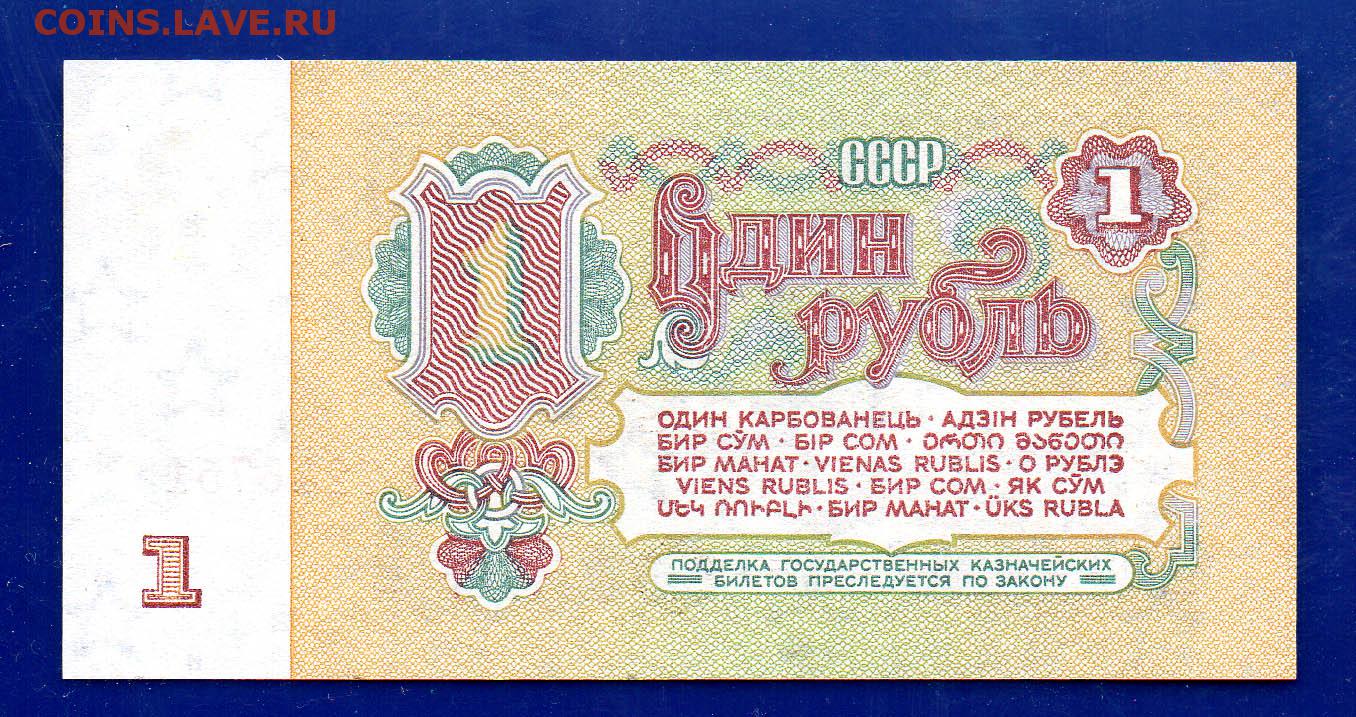 COINS.LAVE.RU
СССР
1
1
Один
рубль
ОДИН КАРБОВАНЕЦЬ · АДЗІН РУБЕЛЬ
БИР СЎМ · БІР СОМ · ᲔᲠᲗᲘ ᲛᲐᲜᲔᲗᲘ
БИР МАНАТ · VIENAS RUBLIS · О РУБЛЭ
VIENS RUBLIS · БИР СОМ · ЯК СӮМ
ՄԵԿ ՌՈՒԲԼԻ · БИР МАНАТ · ÜKS RUBLA
ПОДДЕЛКА ГОСУДАРСТВЕННЫХ КАЗНАЧЕЙСКИХ
БИЛЕТОВ ПРЕСЛЕДУЕТСЯ ПО ЗАКОНУ
1